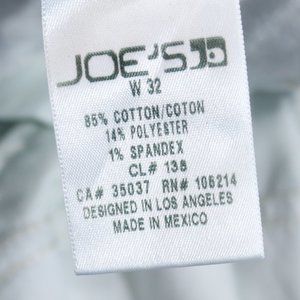 JOE'S
W 32
85% COTTON/COTON
14% POLYESTER
1% SPANDEX
CL# 138
CA# 35037 RN# 106214
DESIGNED IN LOS ANGELES
MADE IN MEXICO